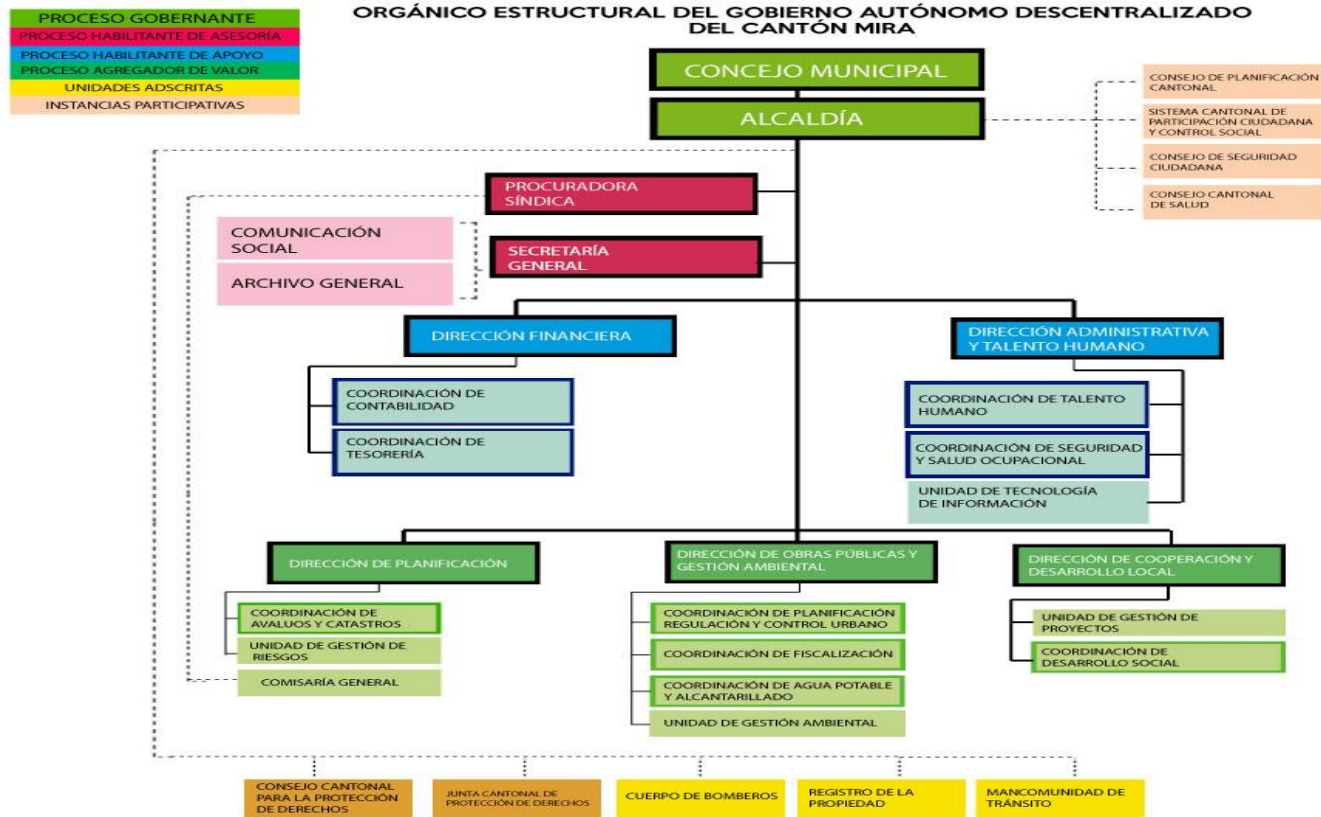 PROCESO GOBERNANTE
PROCESO HABILITANTE DE ASESORÍA
PROCESO HABILITANTE DE APOYO
PROCESO AGREGADOR DE VALOR
UNIDADES ADSCRITAS
INSTANCIAS PARTICIPATIVAS
ORGÁNICO ESTRUCTURAL DEL GOBIERNO AUTÓNOMO DESCENTRALIZADO
DEL CANTÓN MIRA
CONCEJO MUNICIPAL
ALCALDÍA
CONSEJO DE PLANIFICACIÓN
CANTONAL
SISTEMA CANTONAL DE
PARTICIPACIÓN CIUDADANA
Y CONTROL SOCIAL
CONSEJO DE SEGURIDAD
CIUDADANA
CONSEJO CANTONAL
DE SALUD
PROCURADORA
SÍNDICA
COMUNICACIÓN
SOCIAL
ARCHIVO GENERAL
SECRETARÍA
GENERAL
DIRECCIÓN FINANCIERA
DIRECCIÓN ADMINISTRATIVA
Y TALENTO HUMANO
COORDINACIÓN DE
CONTABILIDAD
COORDINACIÓN DE
TESORERÍA
COORDINACIÓN DE TALENTO
HUMANO
COORDINACIÓN DE SEGURIDAD
Y SALUD OCUPACIONAL
UNIDAD DE TECNOLOGÍA
DE INFORMACIÓN
DIRECCIÓN DE PLANIFICACIÓN
DIRECCIÓN DE OBRAS PÚBLICAS Y
GESTIÓN AMBIENTAL
DIRECCIÓN DE COOPERACIÓN Y
DESARROLLO LOCAL
COORDINACIÓN DE
AVALUOS Y CATASTROS
UNIDAD DE GESTIÓN DE
RIESGOS
COMISARÍA GENERAL
COORDINACIÓN DE PLANIFICACIÓN
REGULACIÓN Y CONTROL URBANO
COORDINACIÓN DE FISCALIZACIÓN
COORDINACIÓN DE AGUA POTABLE
Y ALCANTARILLADO
UNIDAD DE GESTIÓN AMBIENTAL
UNIDAD DE GESTIÓN DE
PROYECTOS
COORDINACIÓN DE
DESARROLLO SOCIAL
CONSEJO CANTONAL
PARA LA PROTECCIÓN
DE DERECHOS
JUNTA CANTONAL DE
PROTECCIÓN DE DERECHOS
CUERPO DE BOMBEROS
REGISTRO DE LA
PROPIEDAD
MANCOMUNIDAD DE
TRÁNSITO